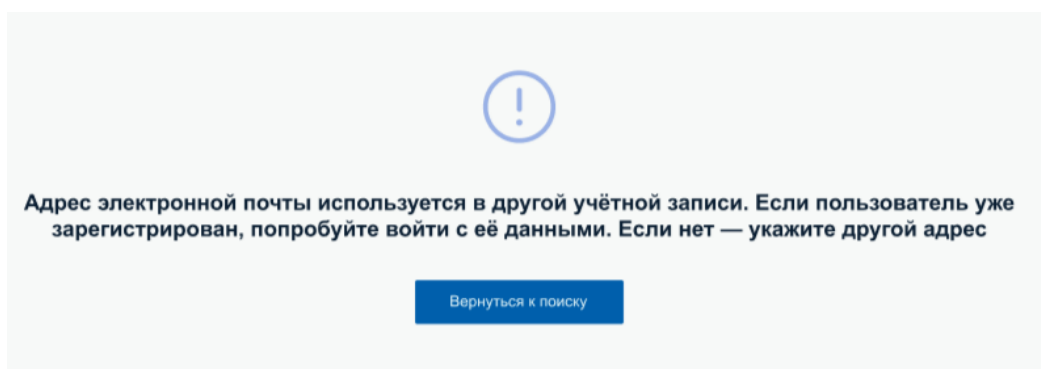 Адрес электронной почты используется в другой учётной записи. Если пользователь уже
зарегистрирован, попробуйте войти с её данными. Если нет — укажите другой адрес
Вернуться к поиску